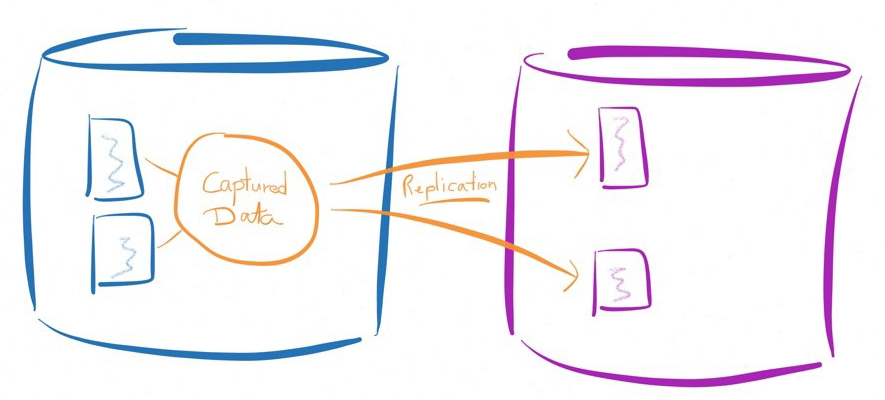 Captured
Data
Replication